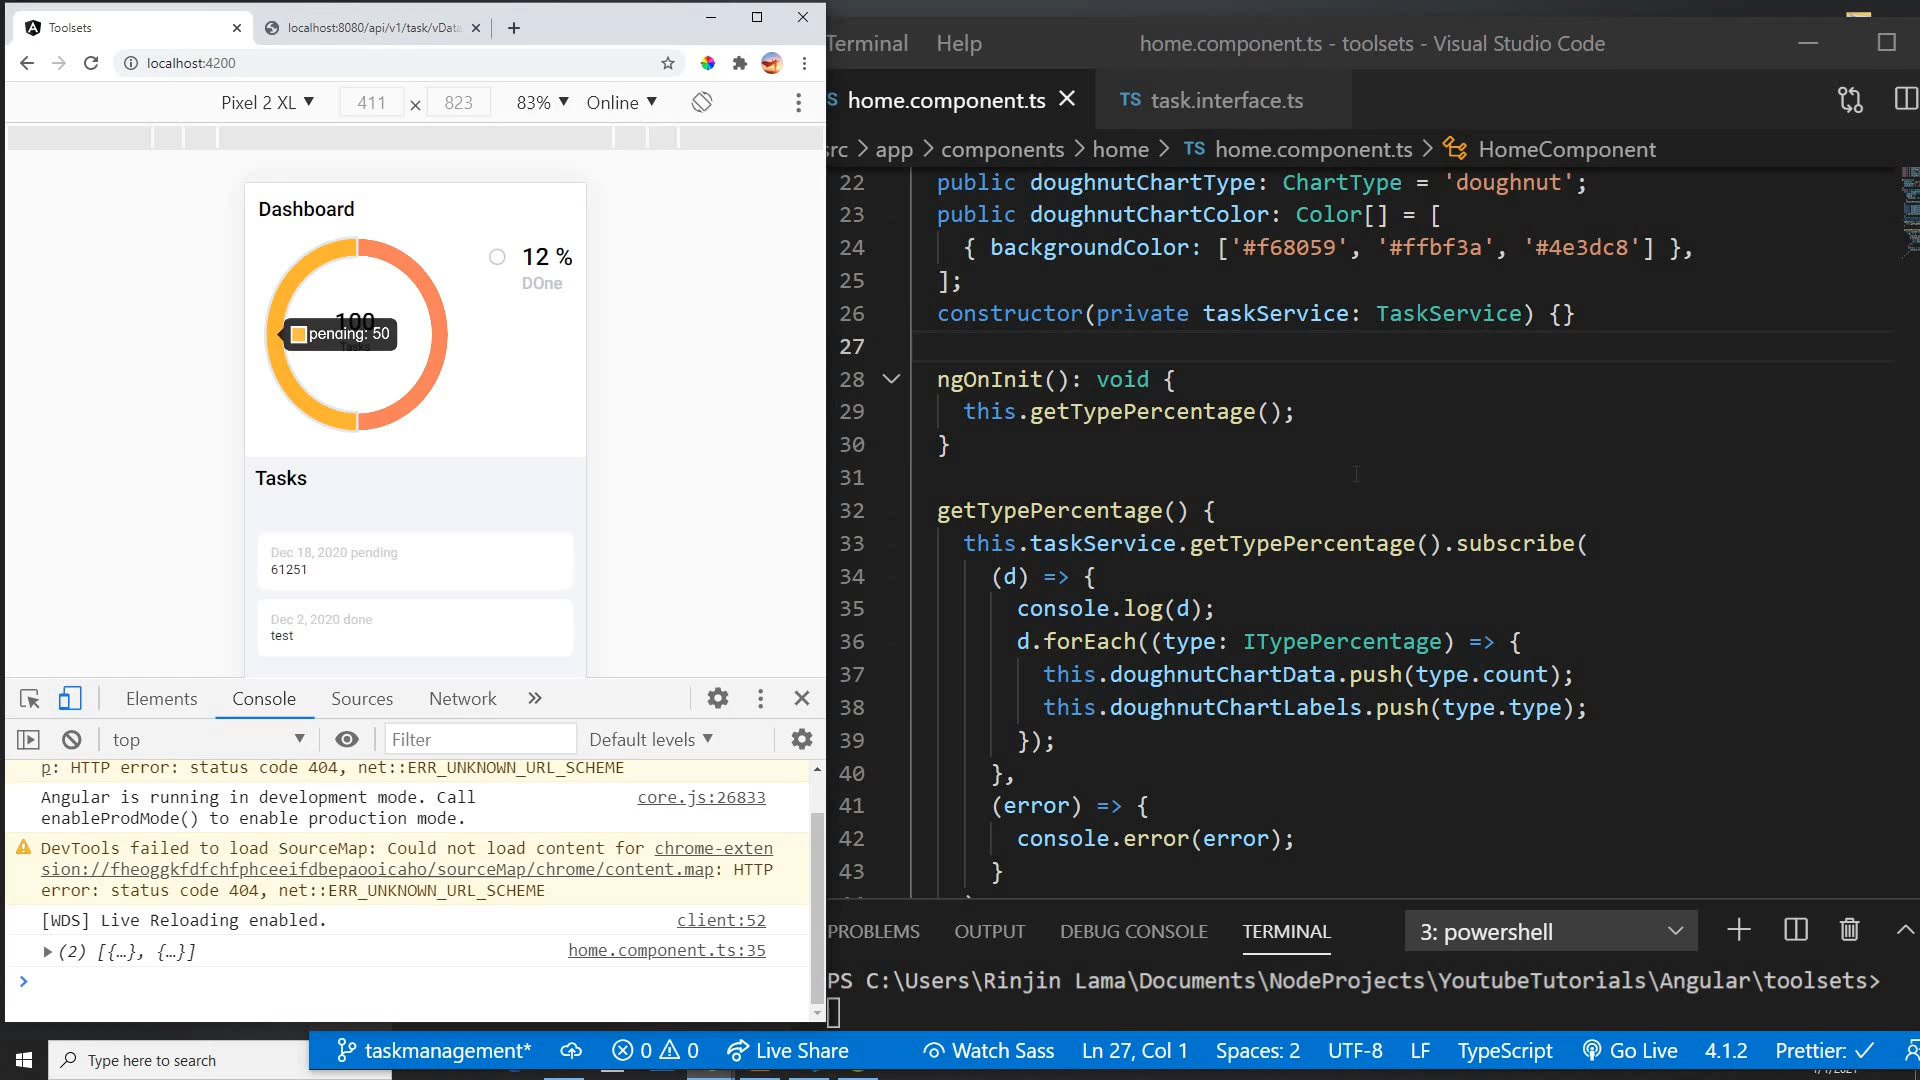 Toolsets
localhost:8080/api/v1/task/vData
localhost:4200
Pixel 2 XL ▼ 411 × 823 83% ▼ Online ▼
Dashboard
12 %
DOne
100
pending: 50
Tasks
Tasks
Dec 18, 2020 pending
61251
Dec 2, 2020 done
test
Elements Console Sources Network »
top Filter Default levels ▼
p: HTTP error: status code 404, net::ERR_UNKNOWN_URL_SCHEME
Angular is running in development mode. Call core.js:26833
enableProdMode() to enable production mode.
DevTools failed to load SourceMap: Could not load content for chrome-exten
sion://fheoggkfdfchfphceeifdbepaooicaho/sourceMap/chrome/content.map: HTTP
error: status code 404, net::ERR_UNKNOWN_URL_SCHEME
[WDS] Live Reloading enabled. client:52
(2) [{…}, {…}] home.component.ts:35
Type here to search
Terminal Help home.component.ts - toolsets - Visual Studio Code
home.component.ts TS task.interface.ts
src > app > components > home > TS home.component.ts > HomeComponent
22 public doughnutChartType: ChartType = 'doughnut';
23 public doughnutChartColor: Color[] = [
24 { backgroundColor: ['#f68059', '#ffbf3a', '#4e3dc8'] },
25 ];
26 constructor(private taskService: TaskService) {}
27
28 ngOnInit(): void {
29 this.getTypePercentage();
30 }
31
32 getTypePercentage() {
33 this.taskService.getTypePercentage().subscribe(
34 (d) => {
35 console.log(d);
36 d.forEach((type: ITypePercentage) => {
37 this.doughnutChartData.push(type.count);
38 this.doughnutChartLabels.push(type.type);
39 });
40 },
41 (error) => {
42 console.error(error);
43 }
PROBLEMS OUTPUT DEBUG CONSOLE TERMINAL 3: powershell
PS C:\Users\Rinjin Lama\Documents\NodeProjects\YoutubeTutorials\Angular\toolsets>
taskmanagement* 0 0 Live Share Watch Sass Ln 27, Col 1 Spaces: 2 UTF-8 LF TypeScript Go Live 4.1.2 Prettier: ✓